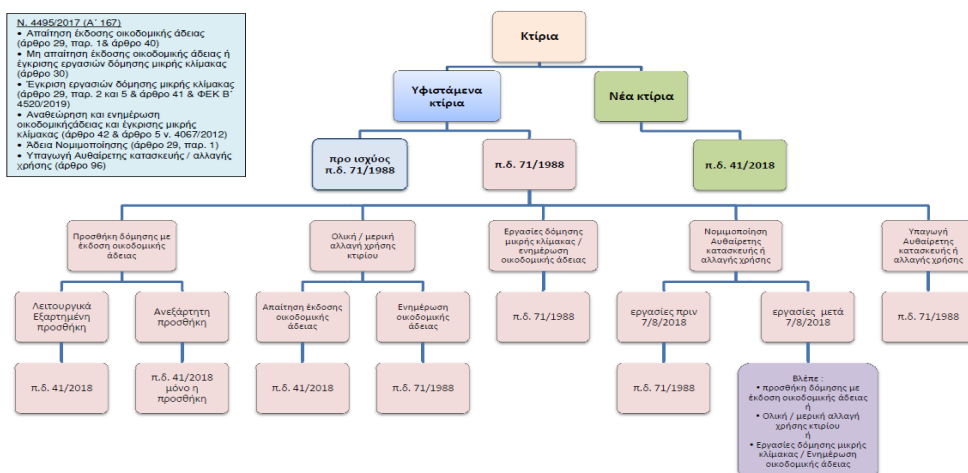 Ν. 4495/2017 (Α΄ 167)
• Απαίτηση έκδοσης οικοδομικής άδειας
(άρθρο 29, παρ. 1& άρθρο 40)
• Μη απαίτηση έκδοσης οικοδομικής άδειας ή
έγκρισης εργασιών δόμησης μικρής κλίμακας
(άρθρο 30)
• Έγκριση εργασιών δόμησης μικρής κλίμακας
(άρθρο 29, παρ. 2 και 5 & άρθρο 41 & ΦΕΚ Β΄
4520/2019)
• Αναθεώρηση και ενημέρωση
οικοδομικήςάδειας και έγκρισης μικρής
κλίμακας (άρθρο 42 & άρθρο 5 ν. 4067/2012)
• Άδεια Νομιμοποίησης (άρθρο 29, παρ. 1)
• Υπαγωγή Αυθαίρετης κατασκευής / αλλαγής
χρήσης (άρθρο 96)
Κτίρια
Υφιστάμενα
κτίρια
Νέα κτίρια
προ ισχύος
π.δ. 71/1988
π.δ. 71/1988
π.δ. 41/2018
Προσθήκη δόμησης με
έκδοση οικοδομικής
άδειας
Ολική / μερική
αλλαγή χρήσης
κτιρίου
Εργασίες δόμησης
μικρής κλίμακας /
ενημέρωση
οικοδομικής άδειας
Νομιμοποίηση
Αυθαίρετης
κατασκευής ή
αλλαγής χρήσης
Υπαγωγή
Αυθαίρετης
κατασκευής ή
αλλαγής χρήσης
Λειτουργικά
Εξαρτημένη
προσθήκη
Ανεξάρτητη
προσθήκη
Απαίτηση έκδοσης
οικοδομικής
άδειας
Ενημέρωση
οικοδομικής
άδειας
π.δ. 71/1988
εργασίες πριν
7/8/2018
εργασίες μετά
7/8/2018
π.δ. 71/1988
π.δ. 41/2018
π.δ. 41/2018
μόνο η
προσθήκη
π.δ. 41/2018
π.δ. 71/1988
π.δ. 71/1988
Βλέπε :
• προσθήκη δόμησης με
έκδοση οικοδομικής άδειας
ή
• Ολική / μερική αλλαγή
χρήσης κτιρίου
ή
• Εργασίες δόμησης μικρής
κλίμακας / Ενημέρωση
οικοδομικής άδειας